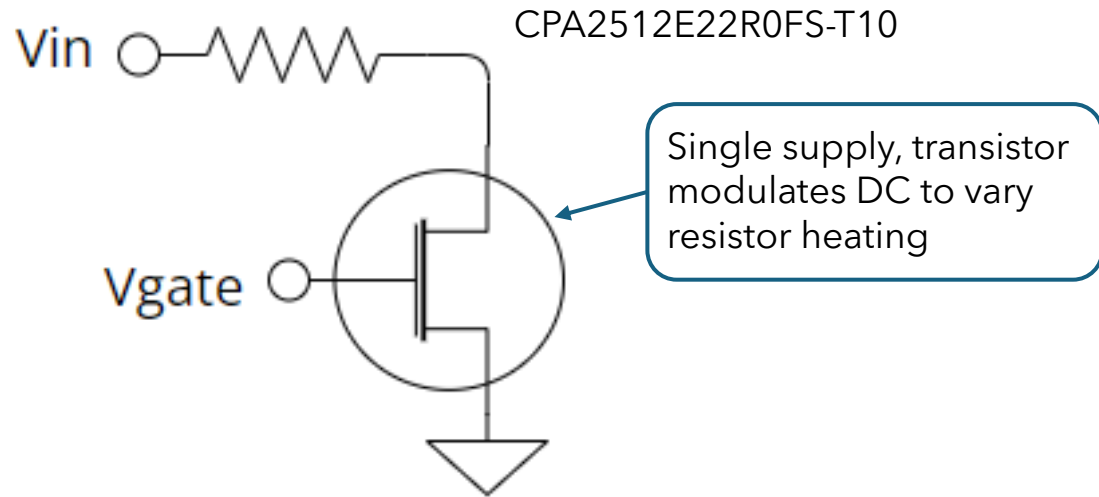 CPA2512E22R0FS-T10
Vin
Single supply, transistor
modulates DC to vary
resistor heating
Vgate